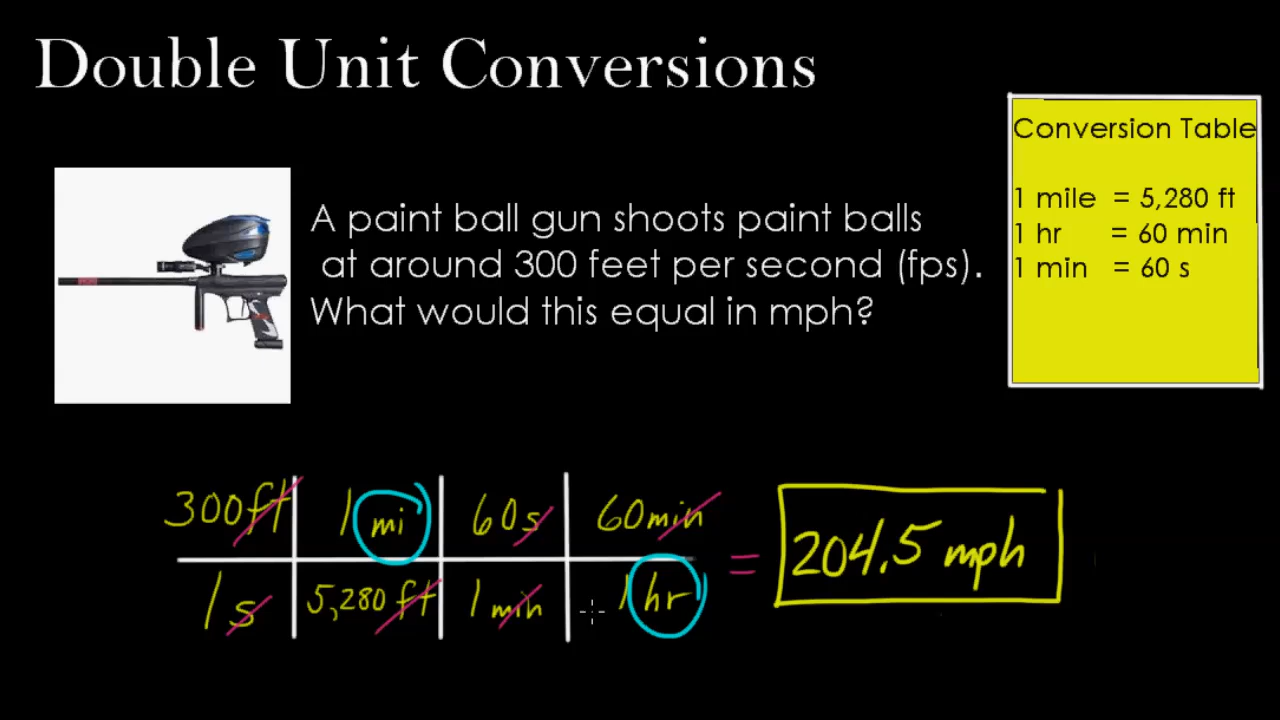 Double Unit Conversions
Conversion Table
1 mile = 5,280 ft
1 hr = 60 min
1 min = 60 s
A paint ball gun shoots paint balls
at around 300 feet per second (fps).
What would this equal in mph?
300ft 1 mi 60s 60min
1s 5,280 ft 1 min 1 hr
= 204.5 mph